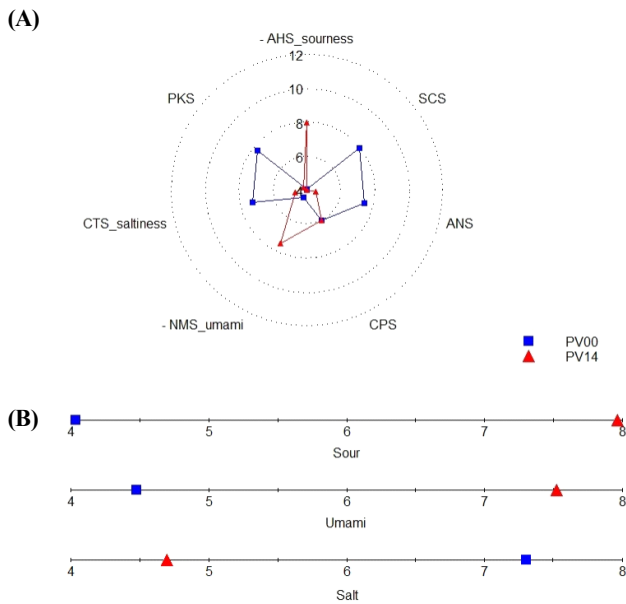 (A)
- AHS_sourness
12
10
8
6
4
PKS
SCS
CTS_saltiness
ANS
- NMS_umami
CPS
PV00
PV14
(B)
4 5 6 7 8
Sour
4 5 6 7 8
Umami
4 5 6 7 8
Salt